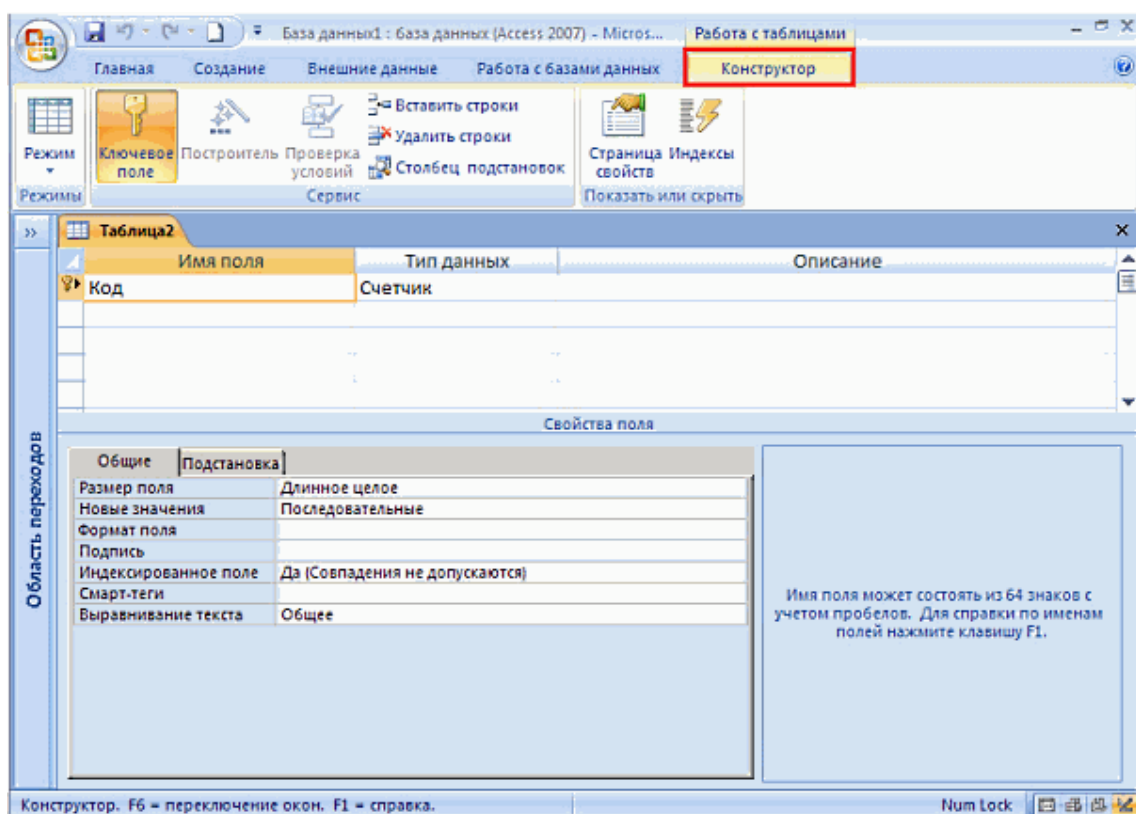 База данных1 : база данных (Access 2007) - Micros...
Работа с таблицами
Главная Создание Внешние данные Работа с базами данных Конструктор
Режим
Ключевое поле
Построитель
Проверка условий
Вставить строки
Удалить строки
Столбец подстановок
Страница свойств
Индексы
Режимы Сервис Показать или скрыть
Таблица2
Имя поля Тип данных Описание
Код Счетчик
Свойства поля
Область переходов
Общие Подстановка
Размер поля Длинное целое
Новые значения Последовательные
Формат поля
Подпись
Индексированное поле Да (Совпадения не допускаются)
Смарт-теги
Выравнивание текста Общее
Имя поля может состоять из 64 знаков с
учетом пробелов. Для справки по именам
полей нажмите клавишу F1.
Конструктор. F6 = переключение окон. F1 = справка. Num Lock